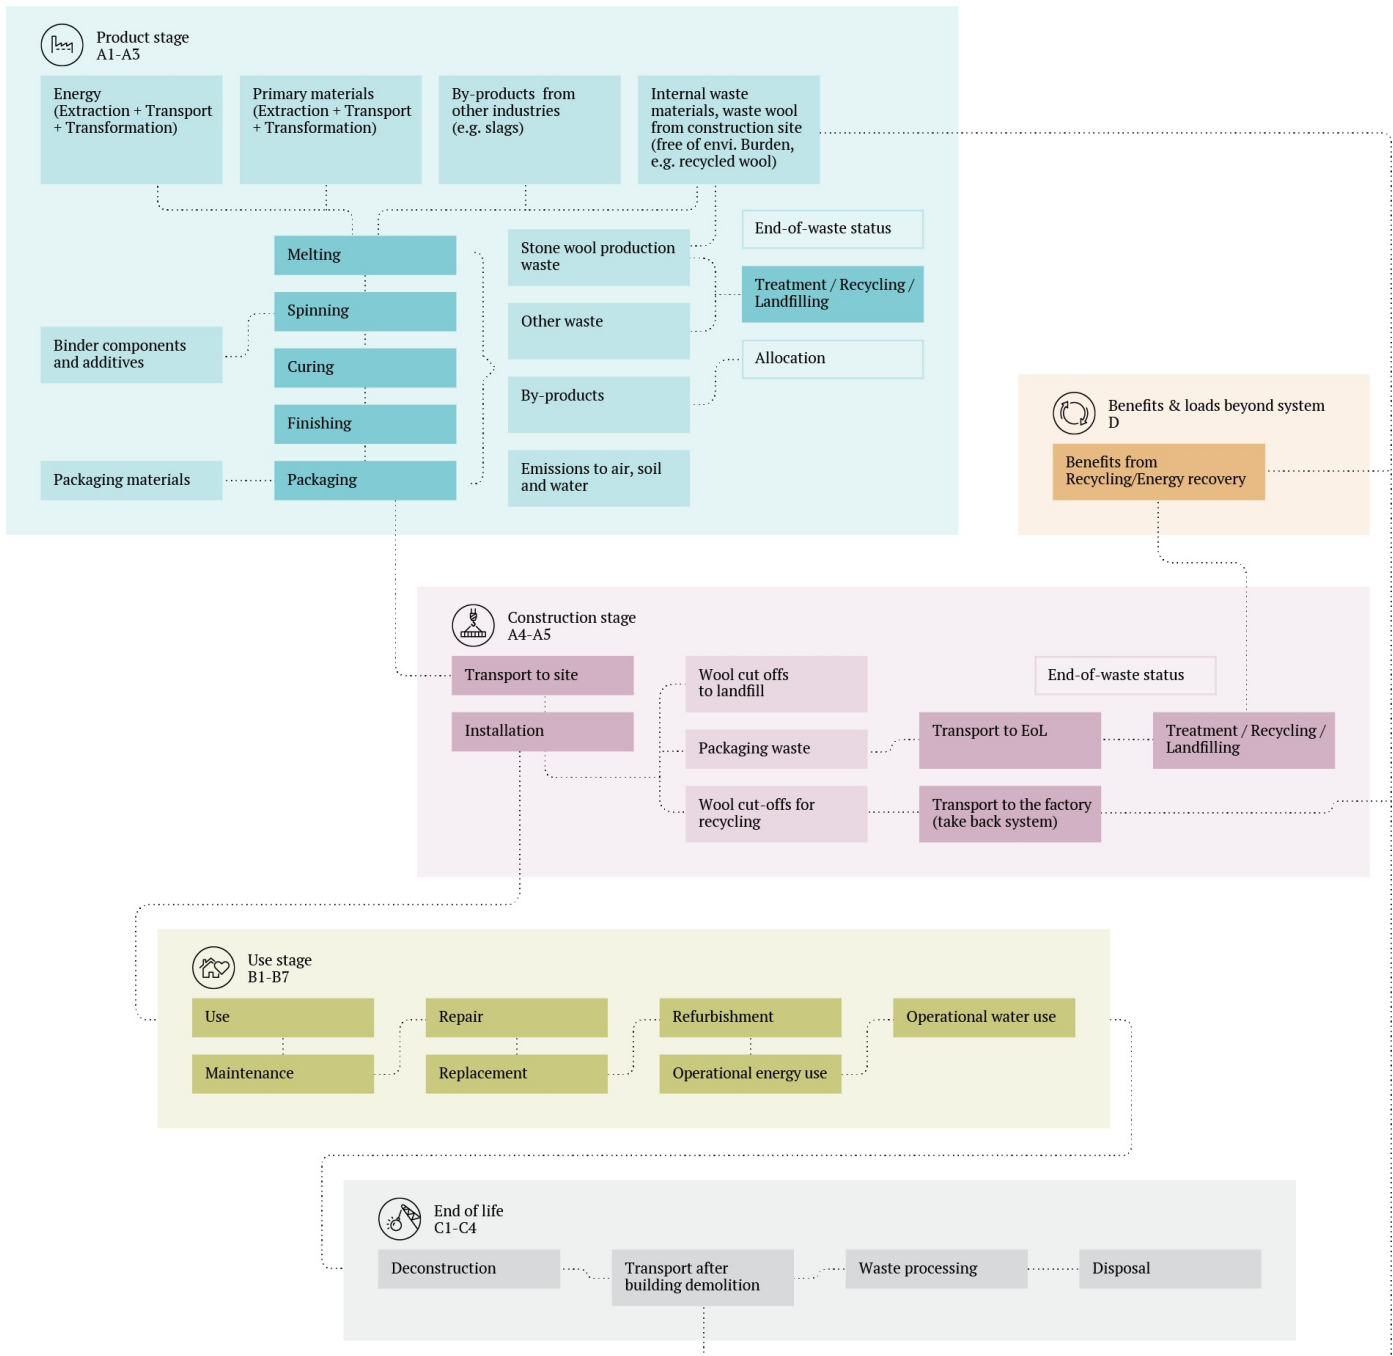 Product stage
A1-A3
Energy
(Extraction + Transport
+ Transformation)
Primary materials
(Extraction + Transport
+ Transformation)
By-products from
other industries
(e.g. slags)
Internal waste
materials, waste wool
from construction site
(free of envi. Burden,
e.g. recycled wool)
Melting
Spinning
Curing
Finishing
Packaging
Binder components
and additives
Packaging materials
Stone wool production
waste
Other waste
By-products
Emissions to air, soil
and water
End-of-waste status
Treatment / Recycling /
Landfilling
Allocation
Benefits & loads beyond system
D
Benefits from
Recycling/Energy recovery
Construction stage
A4-A5
Transport to site
Installation
Wool cut offs
to landfill
Packaging waste
Wool cut-offs for
recycling
End-of-waste status
Transport to EoL
Treatment / Recycling /
Landfilling
Transport to the factory
(take back system)
Use stage
B1-B7
Use
Maintenance
Repair
Replacement
Refurbishment
Operational energy use
Operational water use
End of life
C1-C4
Deconstruction
Transport after
building demolition
Waste processing
Disposal